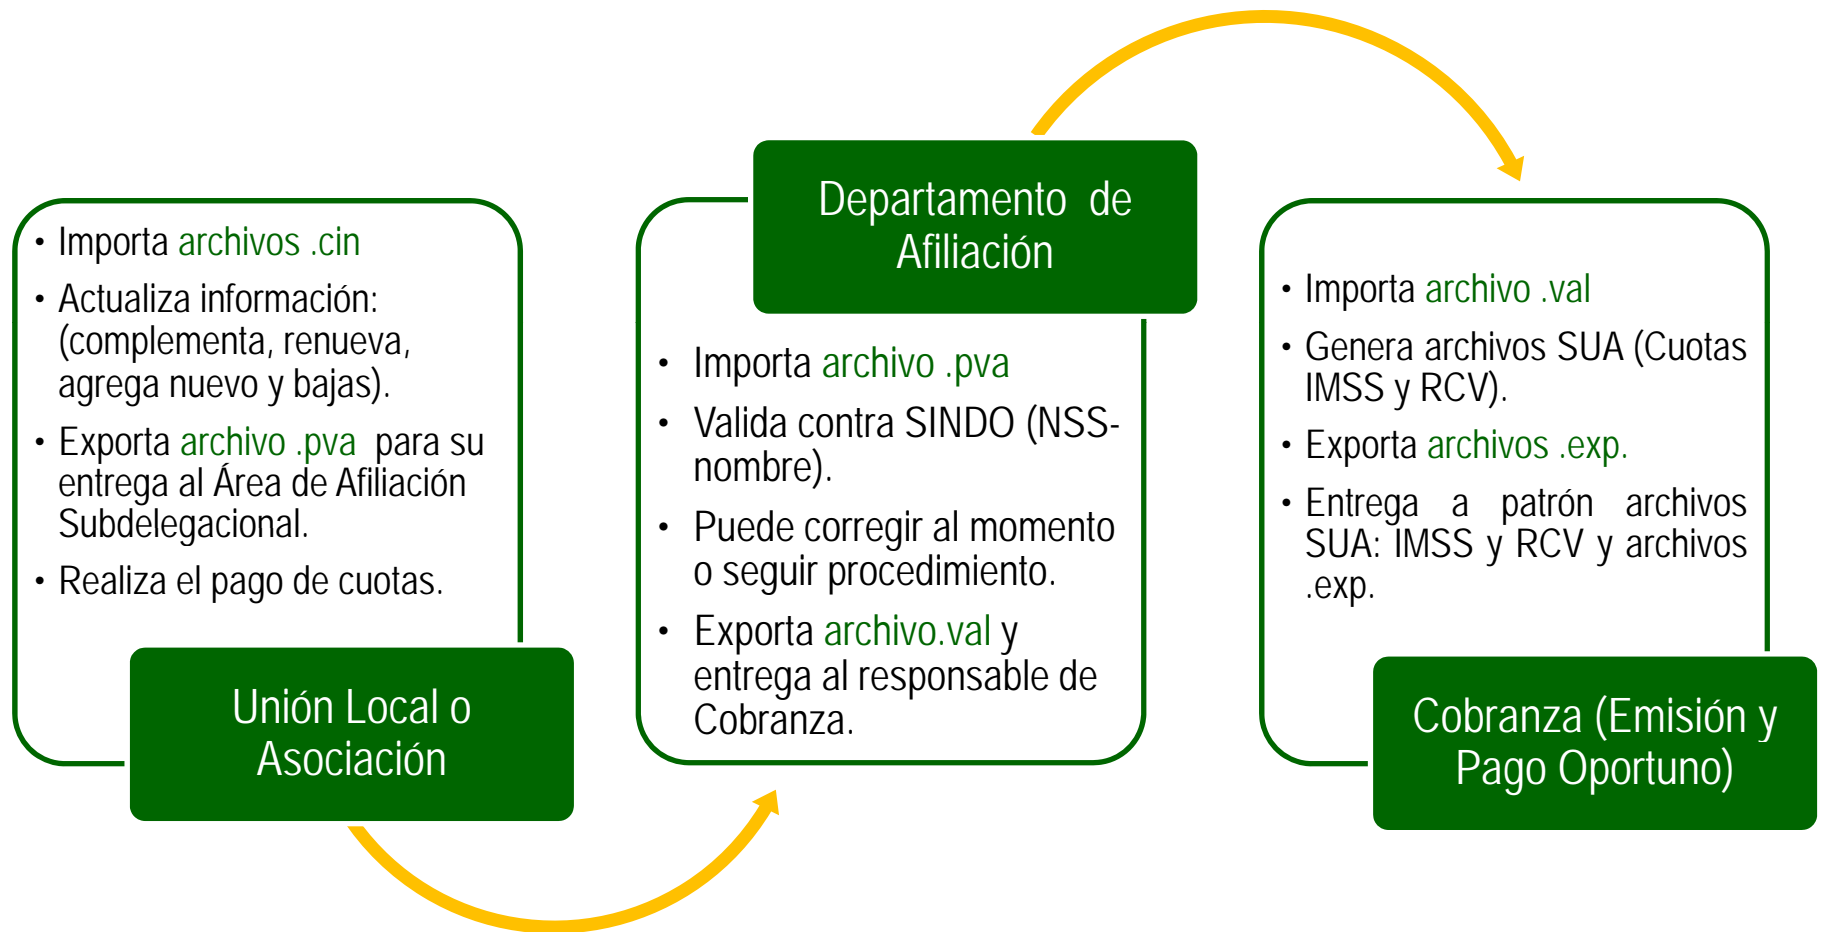 • Importa archivos .cin
• Actualiza información:
(complementa, renueva,
agrega nuevo y bajas).
• Exporta archivo .pva para su
entrega al Área de Afiliación
Subdelegacional.
• Realiza el pago de cuotas.
Unión Local o
Asociación
Departamento de
Afiliación
• Importa archivo .pva
• Valida contra SINDO (NSS-
nombre).
• Puede corregir al momento
o seguir procedimiento.
• Exporta archivo.val y
entrega al responsable de
Cobranza.
• Importa archivo .val
• Genera archivos SUA (Cuotas
IMSS y RCV).
• Exporta archivos .exp.
• Entrega a patrón archivos
SUA: IMSS y RCV y archivos
.exp.
Cobranza (Emisión y
Pago Oportuno)